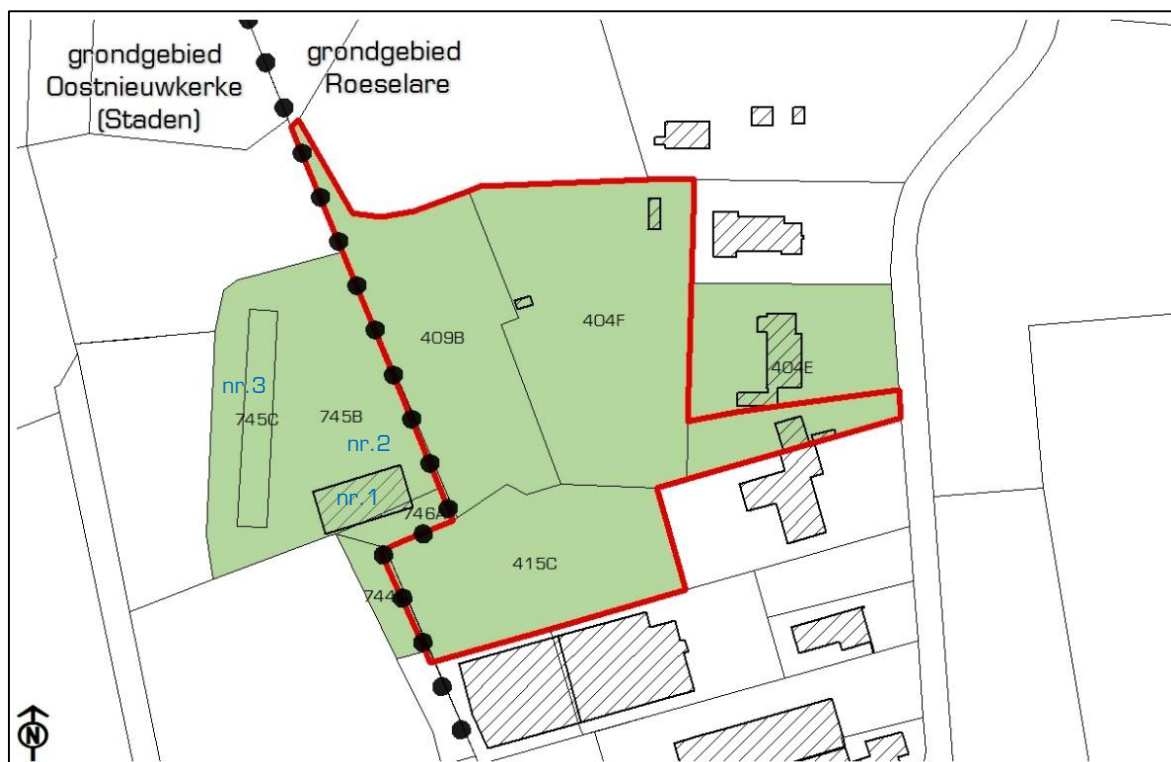 grondgebied
Oostnieuwkerke
(Staden)
grondgebied
Roeselare
409B
404F
404E
nr.3
745C
745B
nr.2
nr.1
746A
415C
744
N